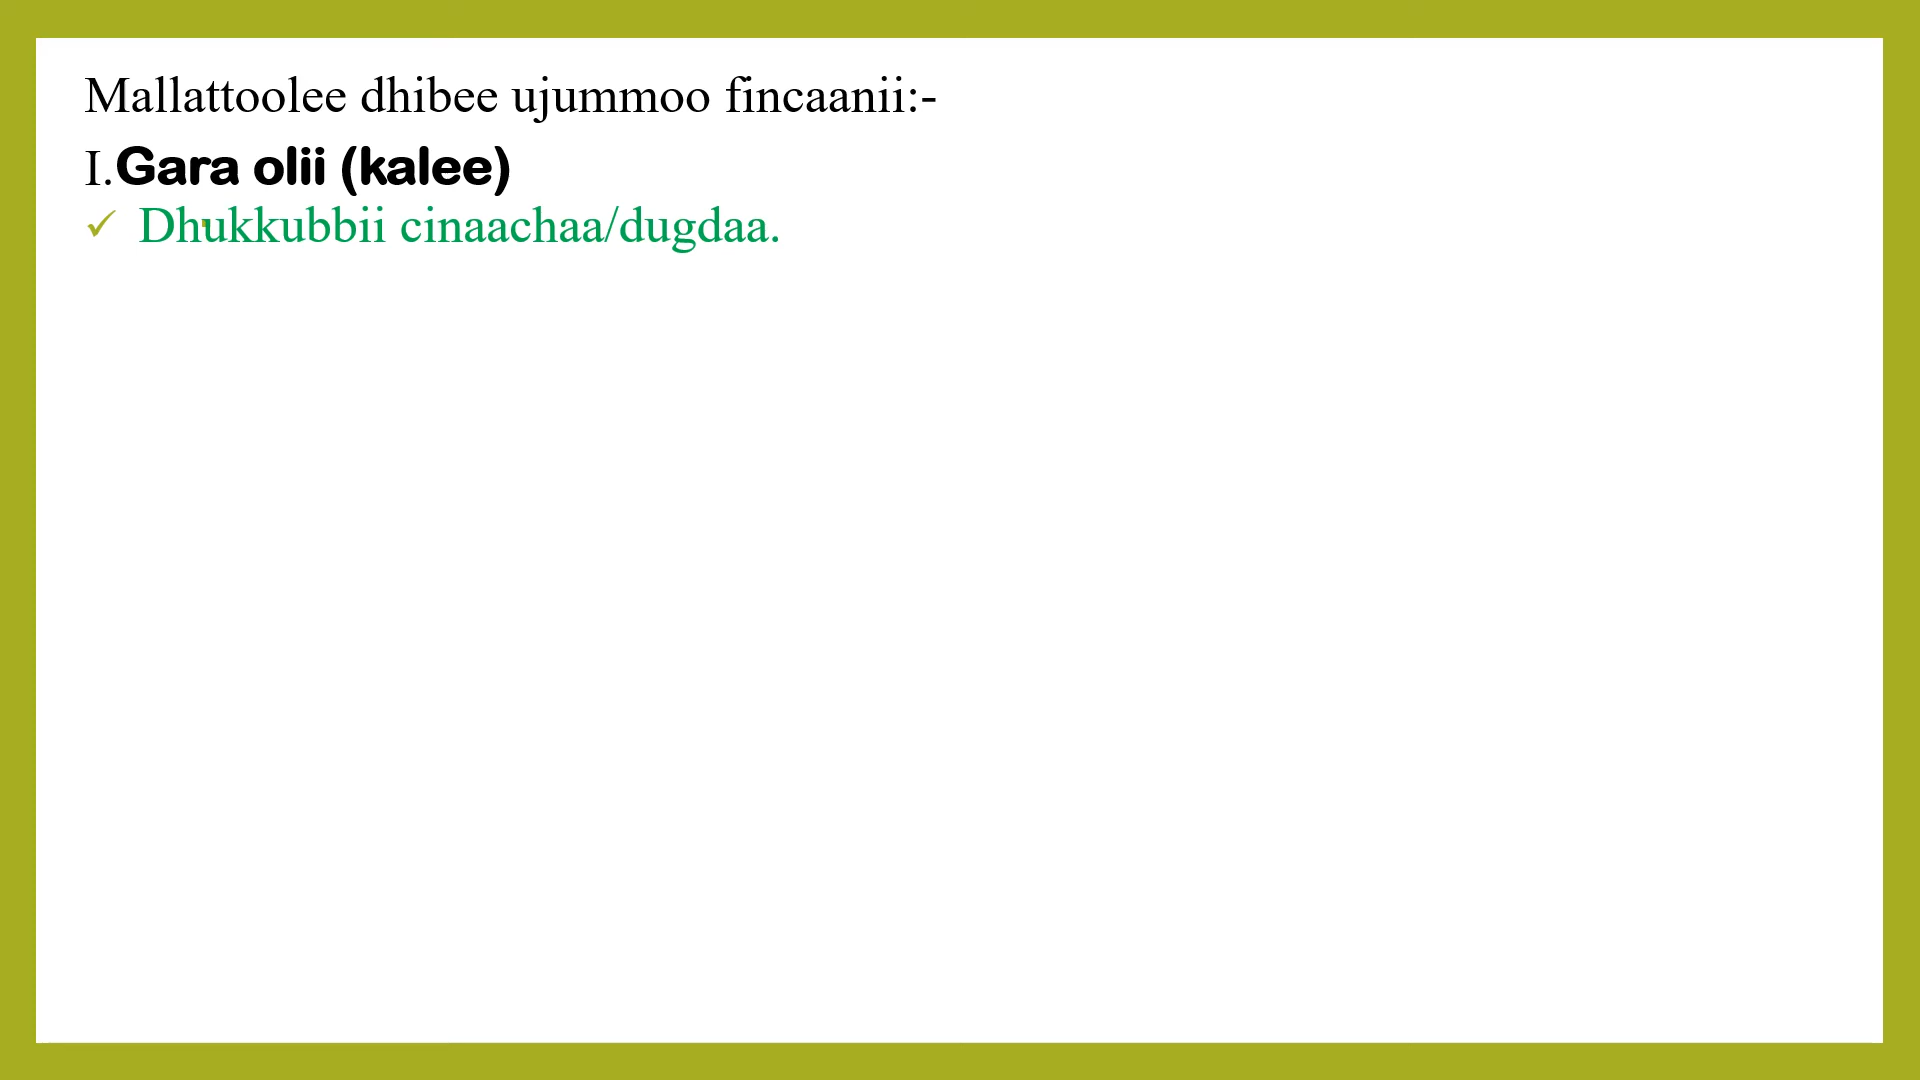 Mallattoolee dhibee ujummoo fincaanii:-
I.Gara olii (kalee)
✓ Dhukkubbii cinaachaa/dugdaa.